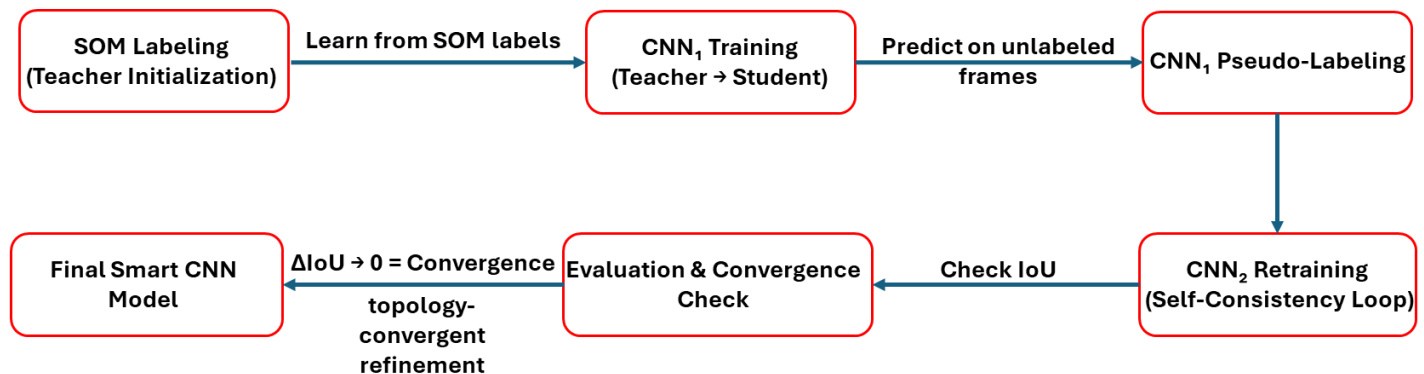 SOM Labeling
(Teacher Initialization)
Learn from SOM labels
CNN₁ Training
(Teacher → Student)
Predict on unlabeled
frames
CNN₁ Pseudo-Labeling
CNN₂ Retraining
(Self-Consistency Loop)
Check IoU
Evaluation & Convergence
Check
ΔIoU → 0 = Convergence
topology-
convergent
refinement
Final Smart CNN
Model